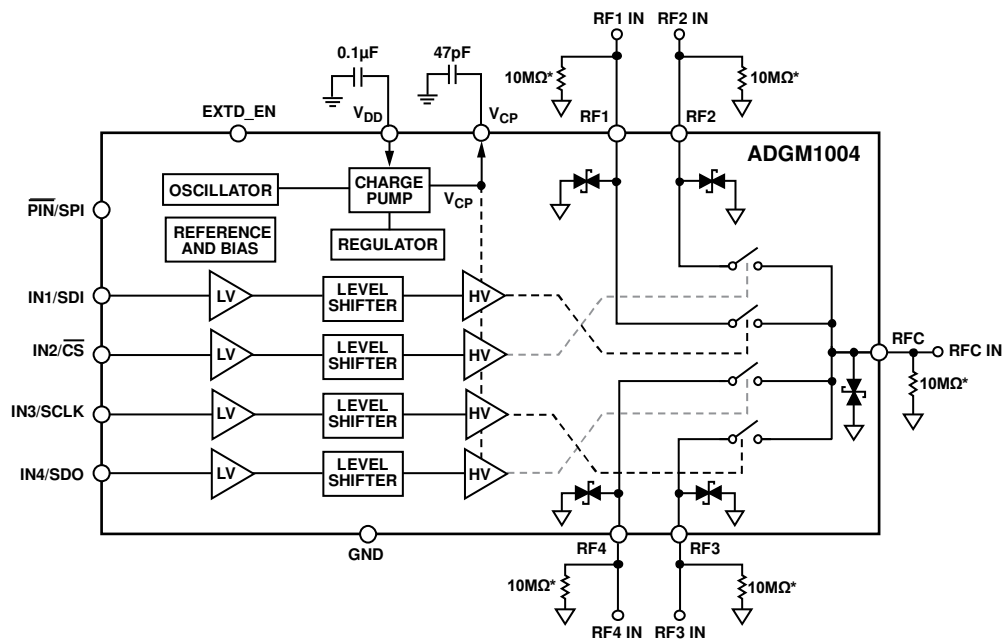 RF1 IN RF2 IN
0.1µF 47pF
10MΩ* 10MΩ*
EXTD_EN
V_DD V_CP RF1 RF2
ADGM1004
OSCILLATOR
CHARGE
PUMP
V_CP
PIN/SPI
REFERENCE
AND BIAS
REGULATOR
IN1/SDI LV LEVEL
SHIFTER HV
IN2/CS LV LEVEL
SHIFTER HV
RFC RFC IN
10MΩ*
IN3/SCLK LV LEVEL
SHIFTER HV
IN4/SDO LV LEVEL
SHIFTER HV
GND
RF4 RF3
10MΩ* 10MΩ*
RF4 IN RF3 IN